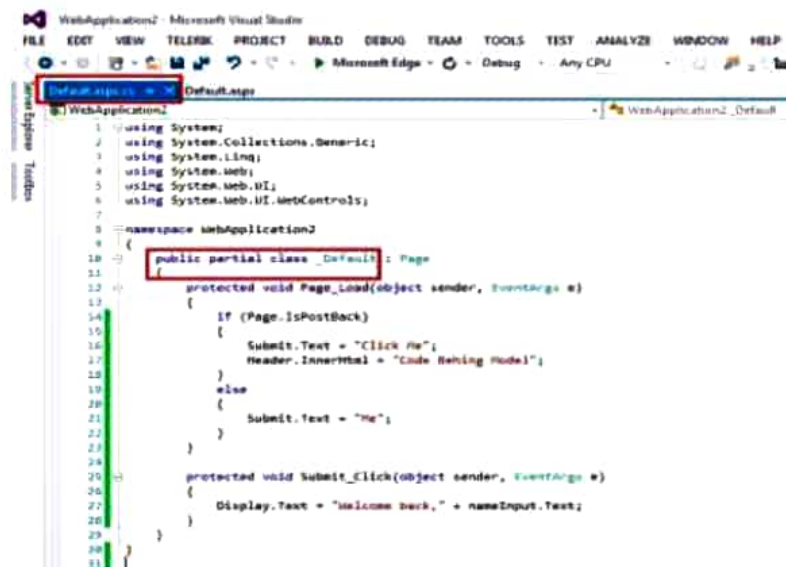 WebApplication2 - Microsoft Visual Studio
FILE EDIT VIEW TELERIK PROJECT BUILD DEBUG TEAM TOOLS TEST ANALYZE WINDOW HELP
Microsoft Edge Debug Any CPU
Default.aspx.cs Default.aspx
Server Explorer Toolbox
WebApplication2 WebApplication2._Default
1 using System;
2 using System.Collections.Generic;
3 using System.Linq;
4 using System.Web;
5 using System.Web.UI;
6 using System.Web.UI.WebControls;
7
8 namespace WebApplication2
9 {
10 public partial class _Default : Page
11 {
12 protected void Page_Load(object sender, EventArgs e)
13 {
14 if (Page.IsPostBack)
15 {
16 Submit.Text = "Click Me";
17 Header.InnerHtml = "Code Behing Model";
18 }
19 else
20 {
21 Submit.Text = "Me";
22 }
23 }
24
25 protected void Submit_Click(object sender, EventArgs e)
26 {
27 Display.Text = "Welcome back," + nameInput.Text;
28 }
29 }
30 }
31